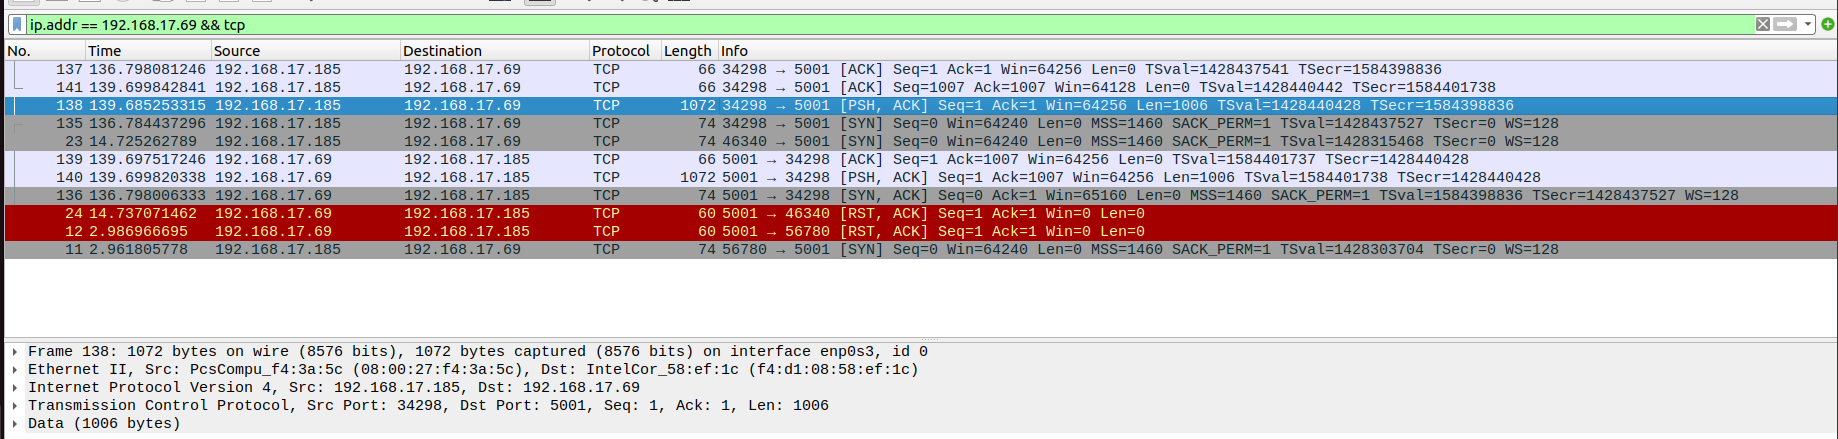 ip.addr == 192.168.17.69 && tcp
No. Time Source Destination Protocol Length Info
137 136.798081246 192.168.17.185 192.168.17.69 TCP 66 34298 → 5001 [ACK] Seq=1 Ack=1 Win=64256 Len=0 TSval=1428437541 TSecr=1584398836
141 139.699842841 192.168.17.185 192.168.17.69 TCP 66 34298 → 5001 [ACK] Seq=1007 Ack=1007 Win=64128 Len=0 TSval=1428440442 TSecr=1584401738
138 139.685253315 192.168.17.185 192.168.17.69 TCP 1072 34298 → 5001 [PSH, ACK] Seq=1 Ack=1 Win=64256 Len=1006 TSval=1428440428 TSecr=1584398836
135 136.784437296 192.168.17.185 192.168.17.69 TCP 74 34298 → 5001 [SYN] Seq=0 Win=64240 Len=0 MSS=1460 SACK_PERM=1 TSval=1428437527 TSecr=0 WS=128
23 14.725262789 192.168.17.185 192.168.17.69 TCP 74 46340 → 5001 [SYN] Seq=0 Win=64240 Len=0 MSS=1460 SACK_PERM=1 TSval=1428315468 TSecr=0 WS=128
139 139.697517246 192.168.17.69 192.168.17.185 TCP 66 5001 → 34298 [ACK] Seq=1 Ack=1007 Win=64256 Len=0 TSval=1584401737 TSecr=1428440428
140 139.699820338 192.168.17.69 192.168.17.185 TCP 1072 5001 → 34298 [PSH, ACK] Seq=1 Ack=1007 Win=64256 Len=1006 TSval=1584401738 TSecr=1428440428
136 136.798006333 192.168.17.69 192.168.17.185 TCP 74 5001 → 34298 [SYN, ACK] Seq=0 Ack=1 Win=65160 Len=0 MSS=1460 SACK_PERM=1 TSval=1584398836 TSecr=1428437527 WS=128
24 14.737071462 192.168.17.69 192.168.17.185 TCP 60 5001 → 46340 [RST, ACK] Seq=1 Ack=1 Win=0 Len=0
12 2.986966695 192.168.17.69 192.168.17.185 TCP 60 5001 → 56780 [RST, ACK] Seq=1 Ack=1 Win=0 Len=0
11 2.961805778 192.168.17.185 192.168.17.69 TCP 74 56780 → 5001 [SYN] Seq=0 Win=64240 Len=0 MSS=1460 SACK_PERM=1 TSval=1428303704 TSecr=0 WS=128
Frame 138: 1072 bytes on wire (8576 bits), 1072 bytes captured (8576 bits) on interface enp0s3, id 0
Ethernet II, Src: PcsCompu_f4:3a:5c (08:00:27:f4:3a:5c), Dst: IntelCor_58:ef:1c (f4:d1:08:58:ef:1c)
Internet Protocol Version 4, Src: 192.168.17.185, Dst: 192.168.17.69
Transmission Control Protocol, Src Port: 34298, Dst Port: 5001, Seq: 1, Ack: 1, Len: 1006
Data (1006 bytes)